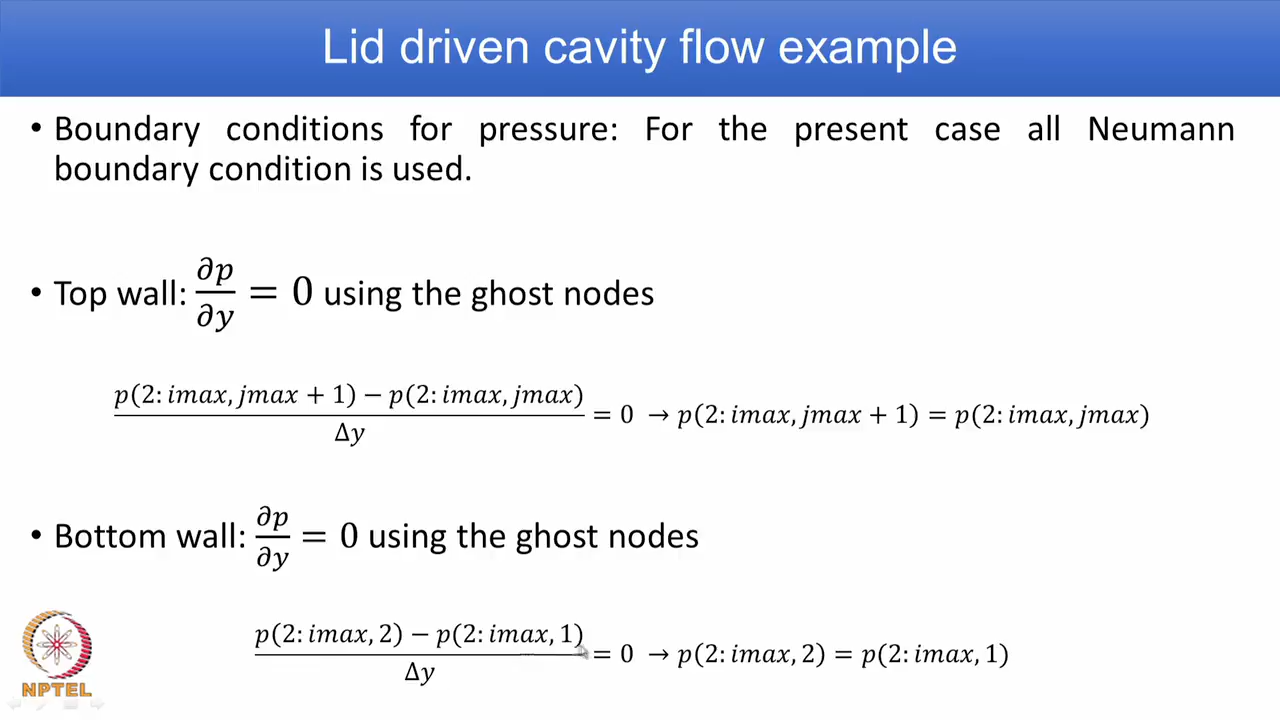 Lid driven cavity flow example
• Boundary conditions for pressure: For the present case all Neumann
boundary condition is used.
• Top wall: ∂p/∂y = 0 using the ghost nodes
(p(2: imax, jmax + 1) − p(2: imax, jmax))/Δy = 0 → p(2: imax, jmax + 1) = p(2: imax, jmax)
• Bottom wall: ∂p/∂y = 0 using the ghost nodes
(p(2: imax, 2) − p(2: imax, 1))/Δy = 0 → p(2: imax, 2) = p(2: imax, 1)
NPTEL